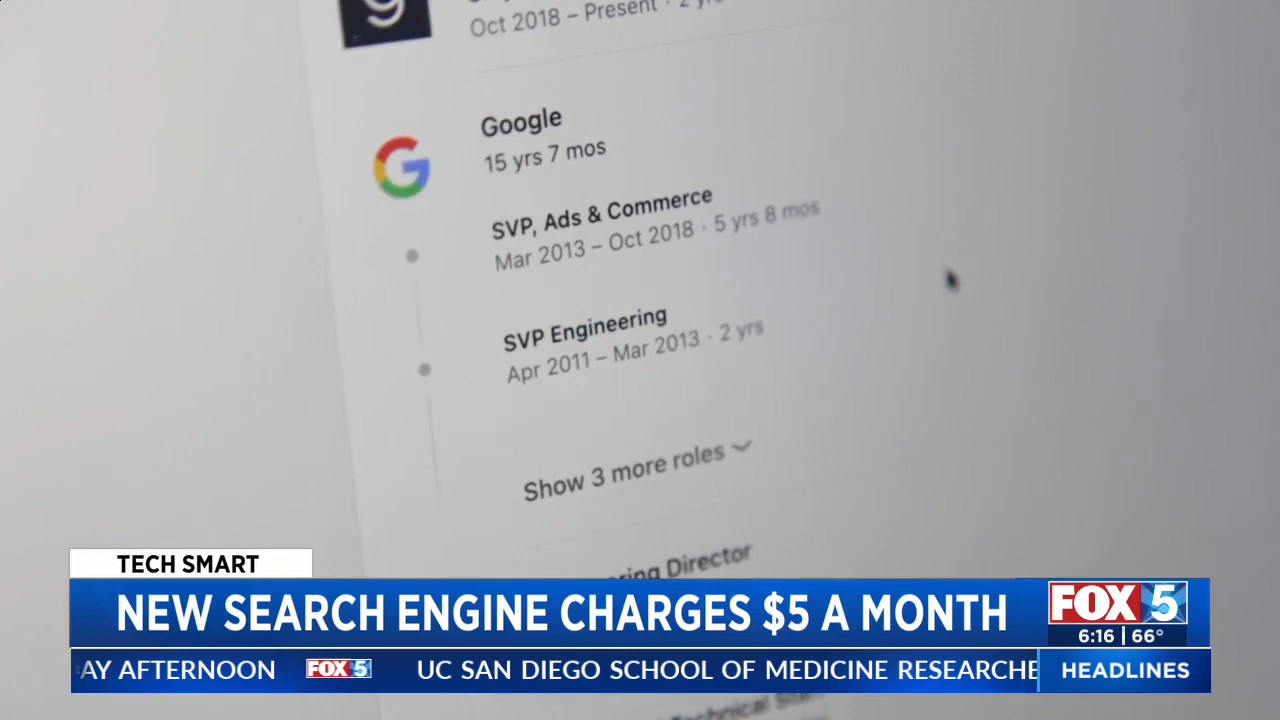 Oct 2018 – Present ·
Google
15 yrs 7 mos
SVP, Ads & Commerce
Mar 2013 – Oct 2018 · 5 yrs 8 mos
SVP Engineering
Apr 2011 – Mar 2013 · 2 yrs
Show 3 more roles
Director
TECH SMART
NEW SEARCH ENGINE CHARGES $5 A MONTH
FOX 5
6:16 | 66°
AY AFTERNOON FOX 5 UC SAN DIEGO SCHOOL OF MEDICINE RESEARCHE
HEADLINES